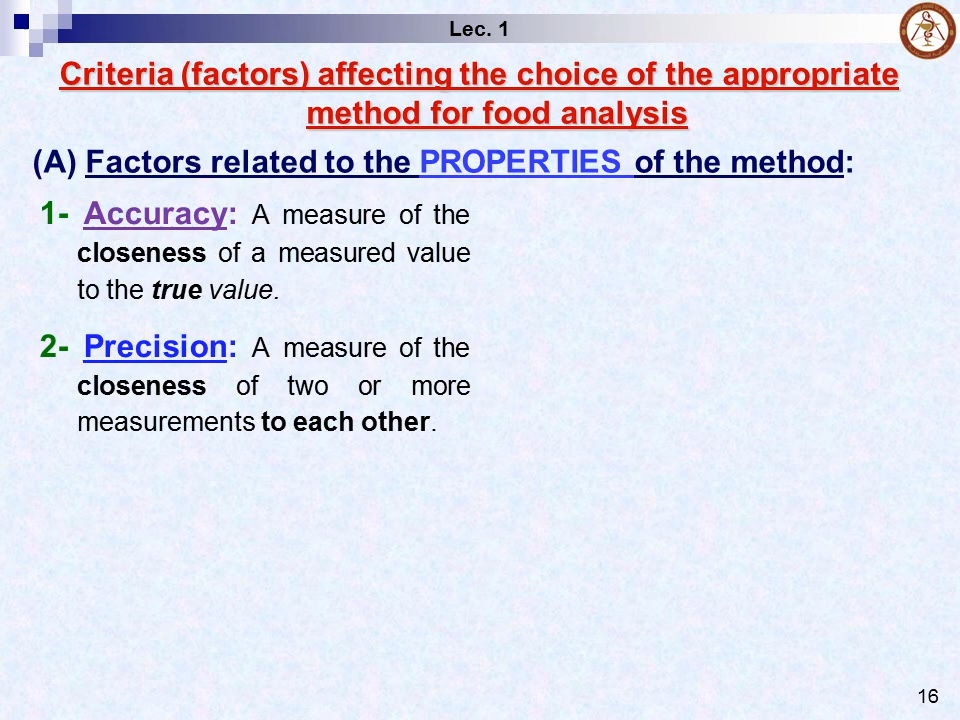 Lec. 1
Criteria (factors) affecting the choice of the appropriate
method for food analysis
(A) Factors related to the PROPERTIES of the method:
1- Accuracy: A measure of the
closeness of a measured value
to the true value.
2- Precision: A measure of the
closeness of two or more
measurements to each other.
16